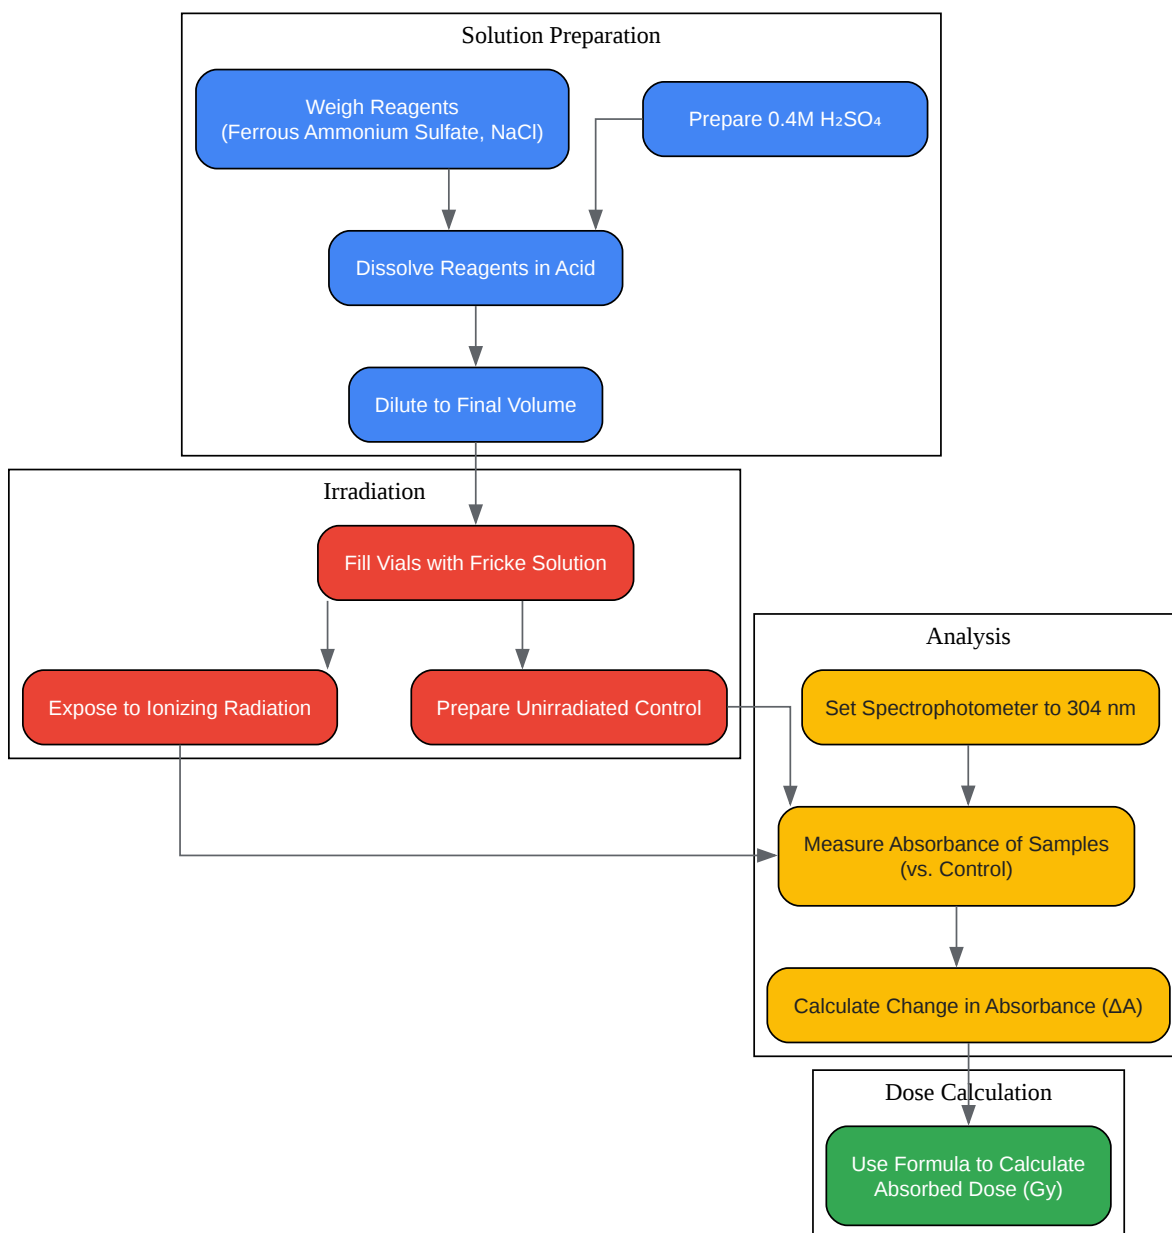 Solution Preparation
Weigh Reagents
(Ferrous Ammonium Sulfate, NaCl)
Prepare 0.4M H₂SO₄
Dissolve Reagents in Acid
Dilute to Final Volume
Irradiation
Fill Vials with Fricke Solution
Expose to Ionizing Radiation
Prepare Unirradiated Control
Analysis
Set Spectrophotometer to 304 nm
Measure Absorbance of Samples
(vs. Control)
Calculate Change in Absorbance (ΔA)
Dose Calculation
Use Formula to Calculate
Absorbed Dose (Gy)